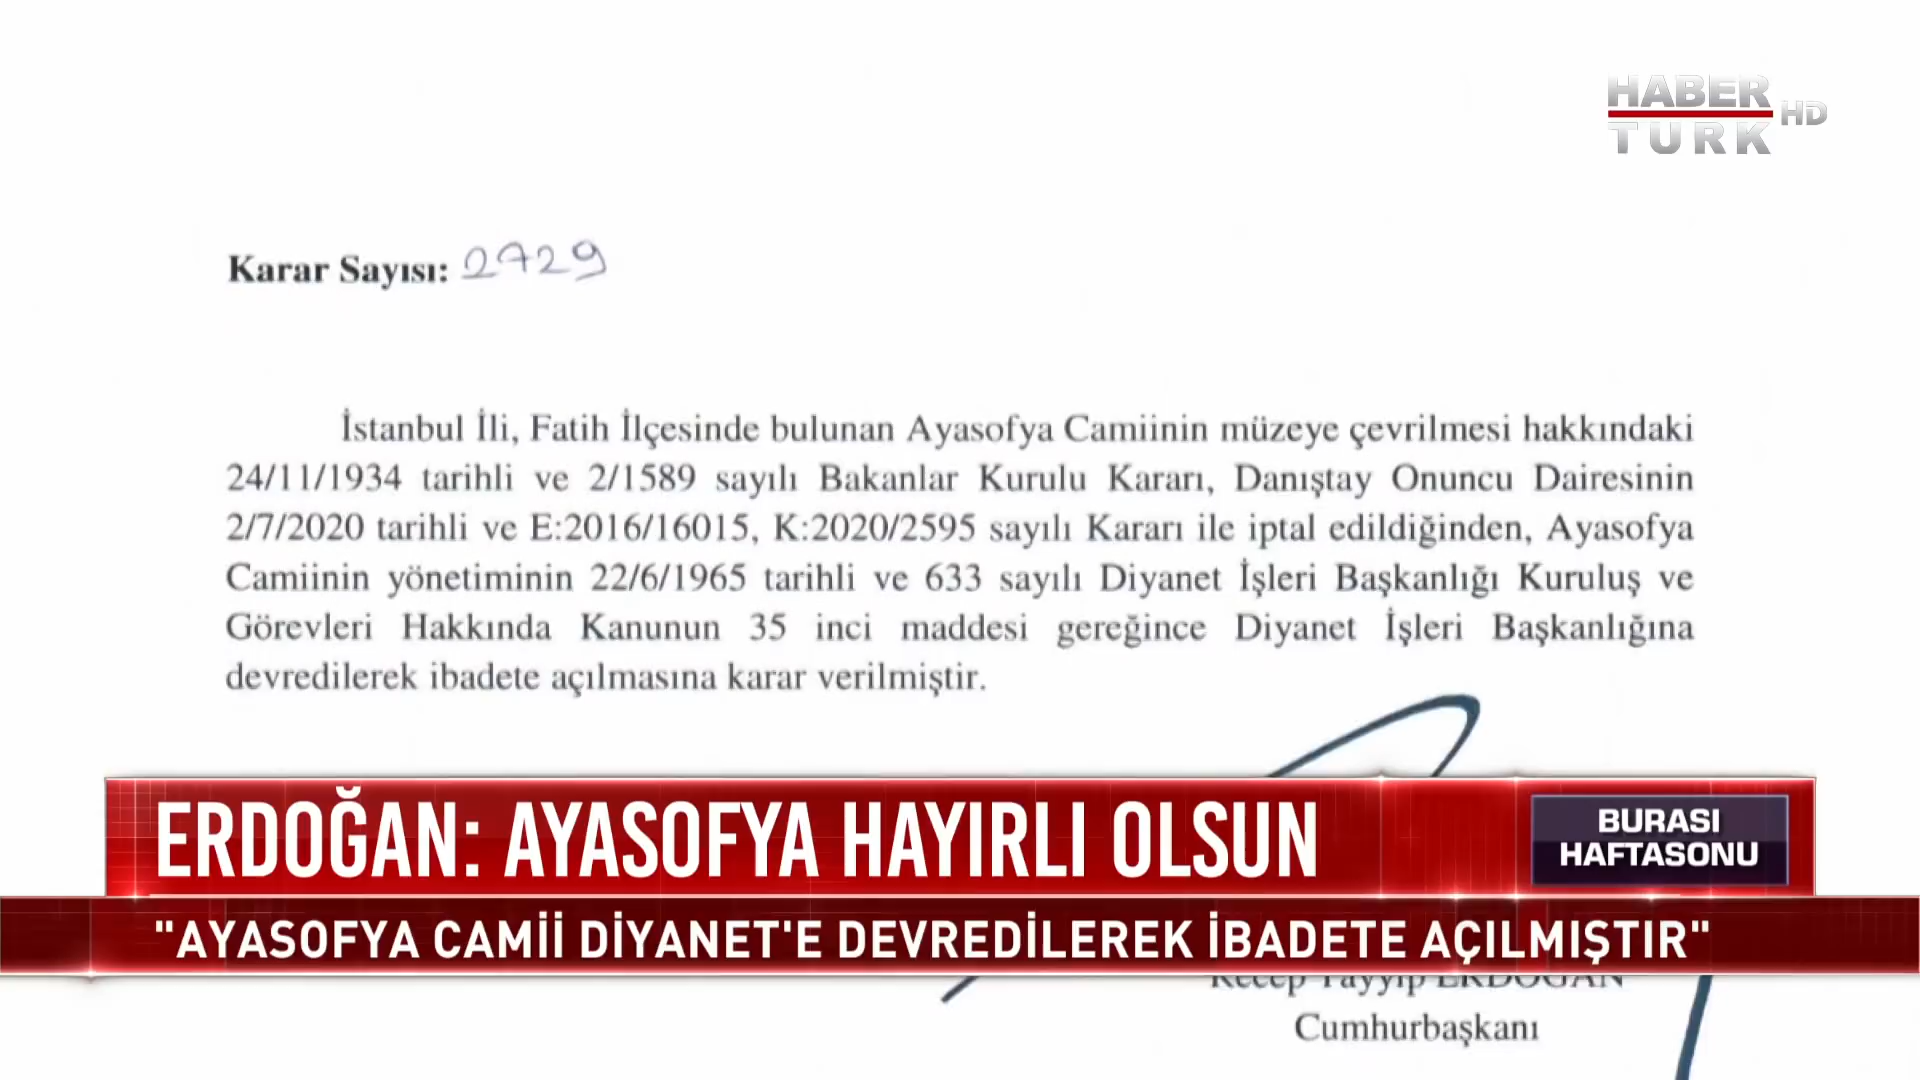 HABER
TURK HD
Karar Sayısı: 2729
İstanbul İli, Fatih İlçesinde bulunan Ayasofya Camiinin müzeye çevrilmesi hakkındaki
24/11/1934 tarihli ve 2/1589 sayılı Bakanlar Kurulu Kararı, Danıştay Onuncu Dairesinin
2/7/2020 tarihli ve E:2016/16015, K:2020/2595 sayılı Kararı ile iptal edildiğinden, Ayasofya
Camiinin yönetiminin 22/6/1965 tarihli ve 633 sayılı Diyanet İşleri Başkanlığı Kuruluş ve
Görevleri Hakkında Kanunun 35 inci maddesi gereğince Diyanet İşleri Başkanlığına
devredilerek ibadete açılmasına karar verilmiştir.
ERDOĞAN: AYASOFYA HAYIRLI OLSUN
BURASI
HAFTASONU
"AYASOFYA CAMİİ DİYANET'E DEVREDİLEREK İBADETE AÇILMIŞTIR"
Recep Tayyip ERDOĞAN
Cumhurbaşkanı